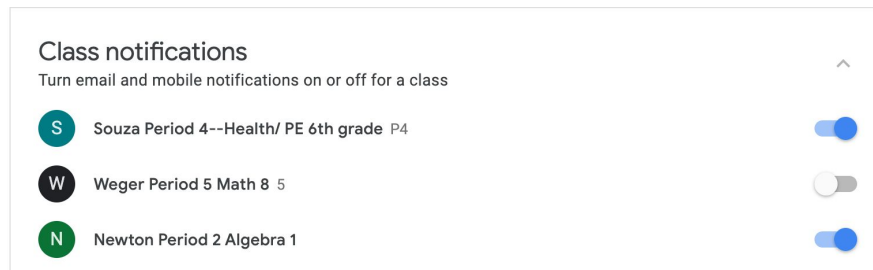 Class notifications
Turn email and mobile notifications on or off for a class
S Souza Period 4--Health/ PE 6th grade P4
W Weger Period 5 Math 8 5
N Newton Period 2 Algebra 1